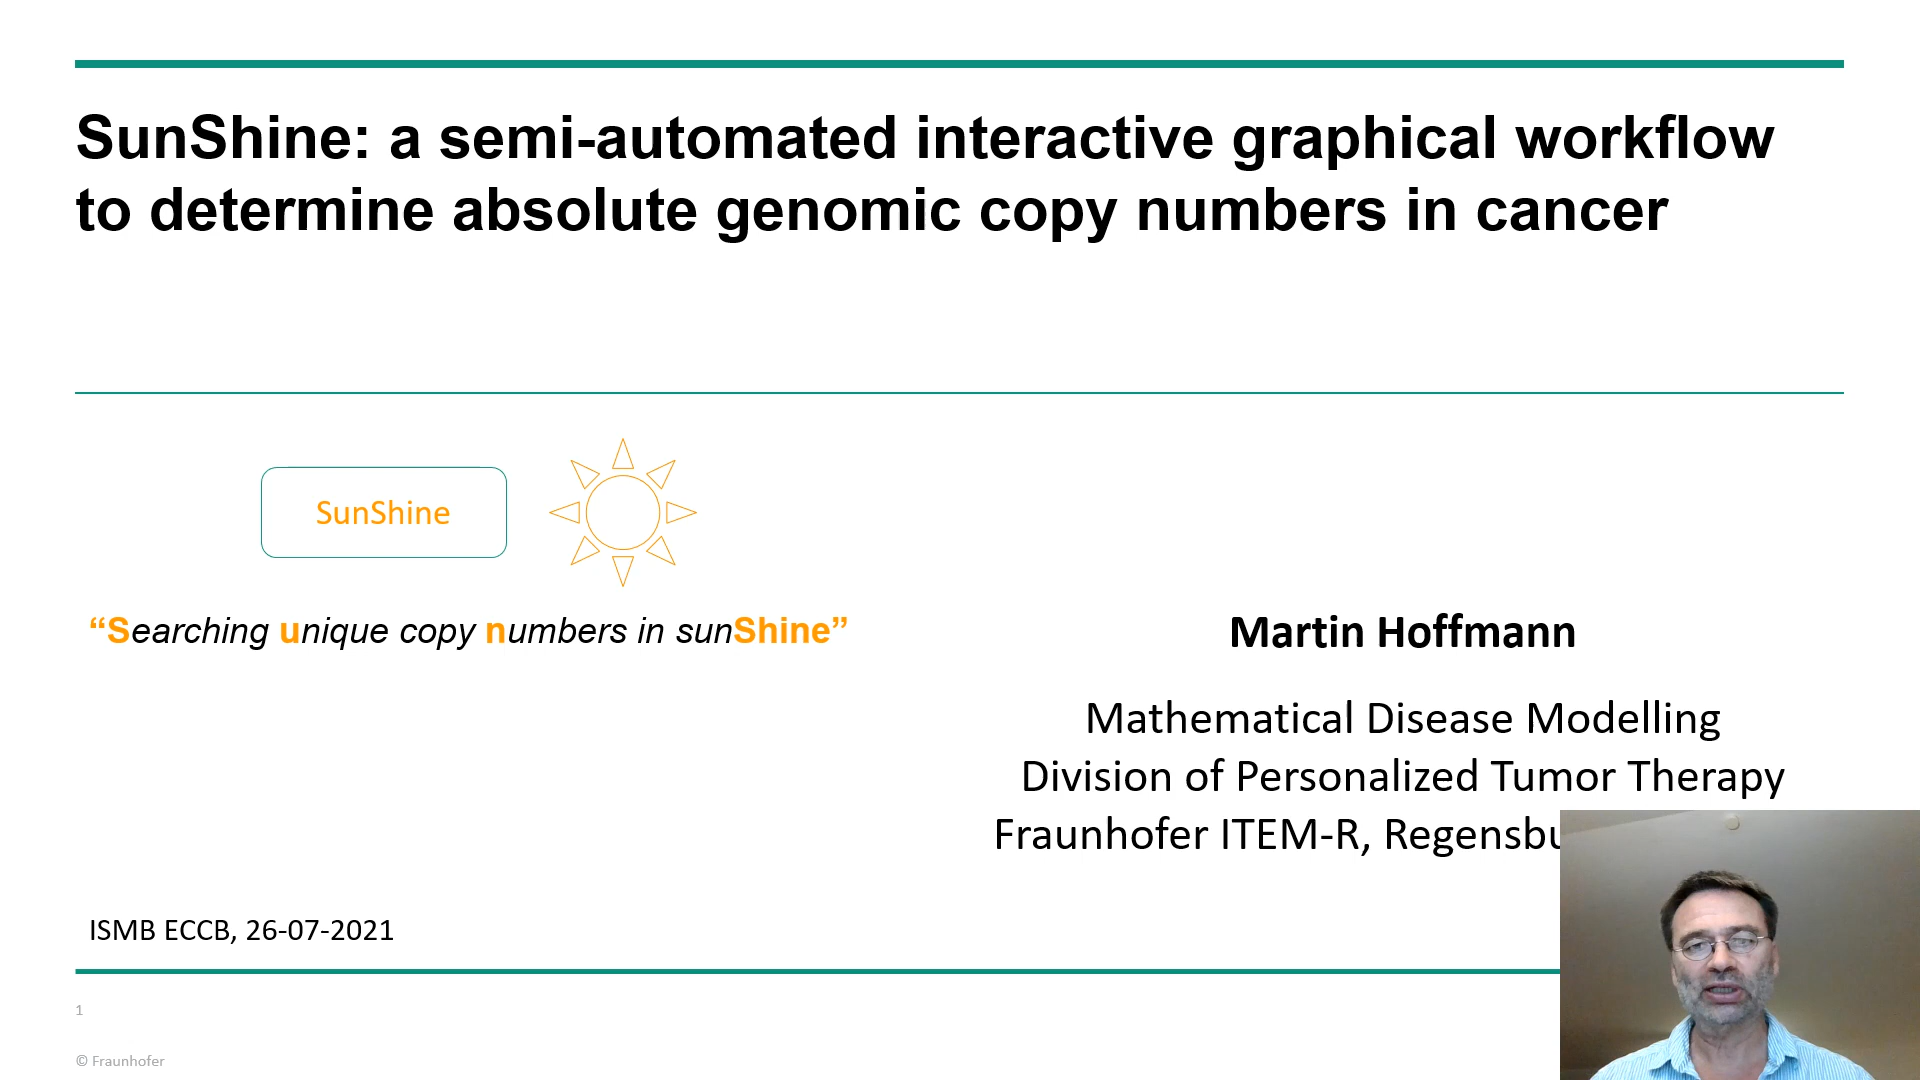 SunShine: a semi-automated interactive graphical workflow
to determine absolute genomic copy numbers in cancer
SunShine
“Searching unique copy numbers in sunShine”
Martin Hoffmann
Mathematical Disease Modelling
Division of Personalized Tumor Therapy
Fraunhofer ITEM-R,
ISMB ECCB, 26-07-2021
1
© Fraunhofer